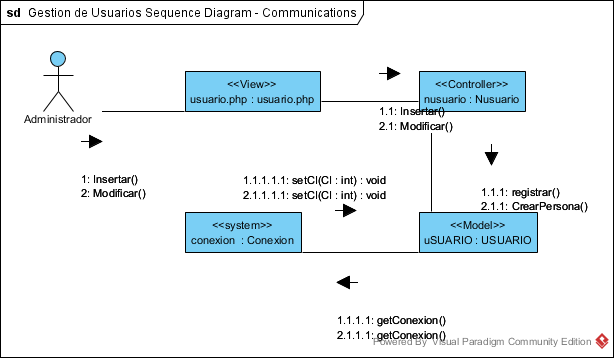 sd Gestion de Usuarios Sequence Diagram - Communications
<<View>>
usuario.php : usuario.php
<<Controller>>
nusuario : Nusuario
Administrador
1.1: Insertar()
2.1: Modificar()
1: Insertar()
2: Modificar()
1.1.1.1.1: setCI(CI : int) : void
2.1.1.1.1: setCI(CI : int) : void
1.1.1: registrar()
2.1.1: CrearPersona()
<<system>>
conexion : Conexion
<<Model>>
uSUARIO : USUARIO
1.1.1.1: getConexion()
2.1.1.1: getConexion()
Powered By Visual Paradigm Community Edition